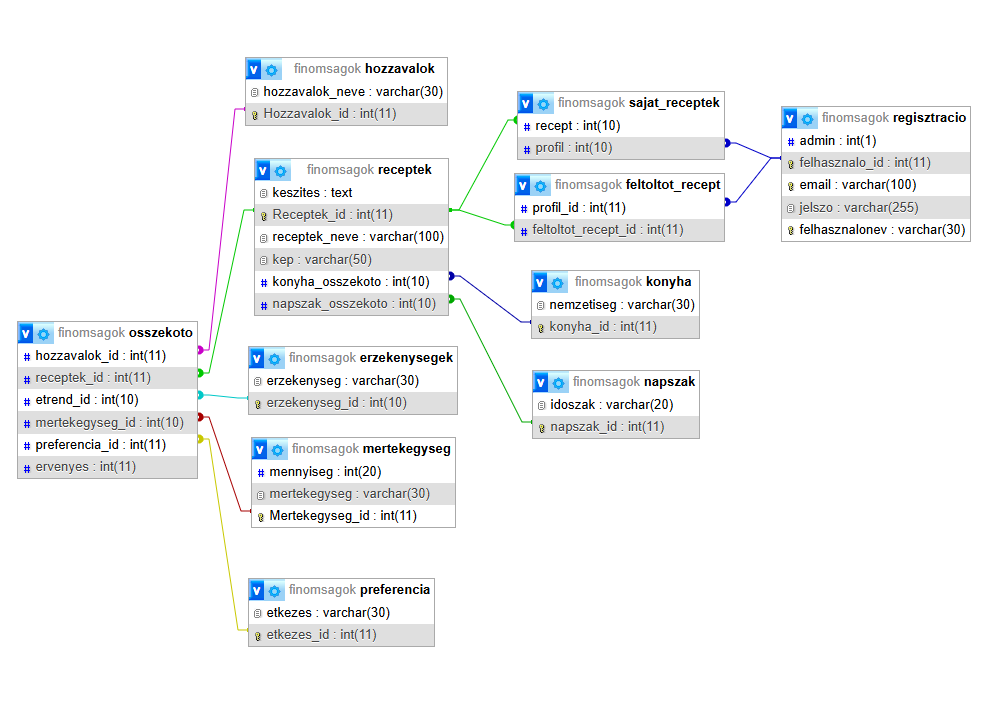 v finomsagok hozzavalok
hozzavalok_neve : varchar(30)
Hozzavalok_id : int(11)
v finomsagok receptek
keszites : text
Receptek_id : int(11)
receptek_neve : varchar(100)
kep : varchar(50)
# konyha_osszekoto : int(10)
# napszak_osszekoto : int(10)
v finomsagok sajat_receptek
# recept : int(10)
# profil : int(10)
v finomsagok feltoltot_recept
# profil_id : int(11)
# feltoltot_recept_id : int(11)
v finomsagok regisztracio
# admin : int(1)
felhasznalo_id : int(11)
email : varchar(100)
jelszo : varchar(255)
felhasznalonev : varchar(30)
v finomsagok konyha
nemzetiseg : varchar(30)
konyha_id : int(11)
v finomsagok napszak
idoszak : varchar(20)
napszak_id : int(11)
v finomsagok osszekoto
# hozzavalok_id : int(11)
# receptek_id : int(11)
# etrend_id : int(10)
# mertekegyseg_id : int(10)
# preferencia_id : int(11)
# ervenyes : int(11)
v finomsagok erzekenysegek
erzekenyseg : varchar(30)
erzekenyseg_id : int(10)
v finomsagok mertekegyseg
# mennyiseg : int(20)
mertekegyseg : varchar(30)
Mertekegyseg_id : int(11)
v finomsagok preferencia
etkezes : varchar(30)
etkezes_id : int(11)